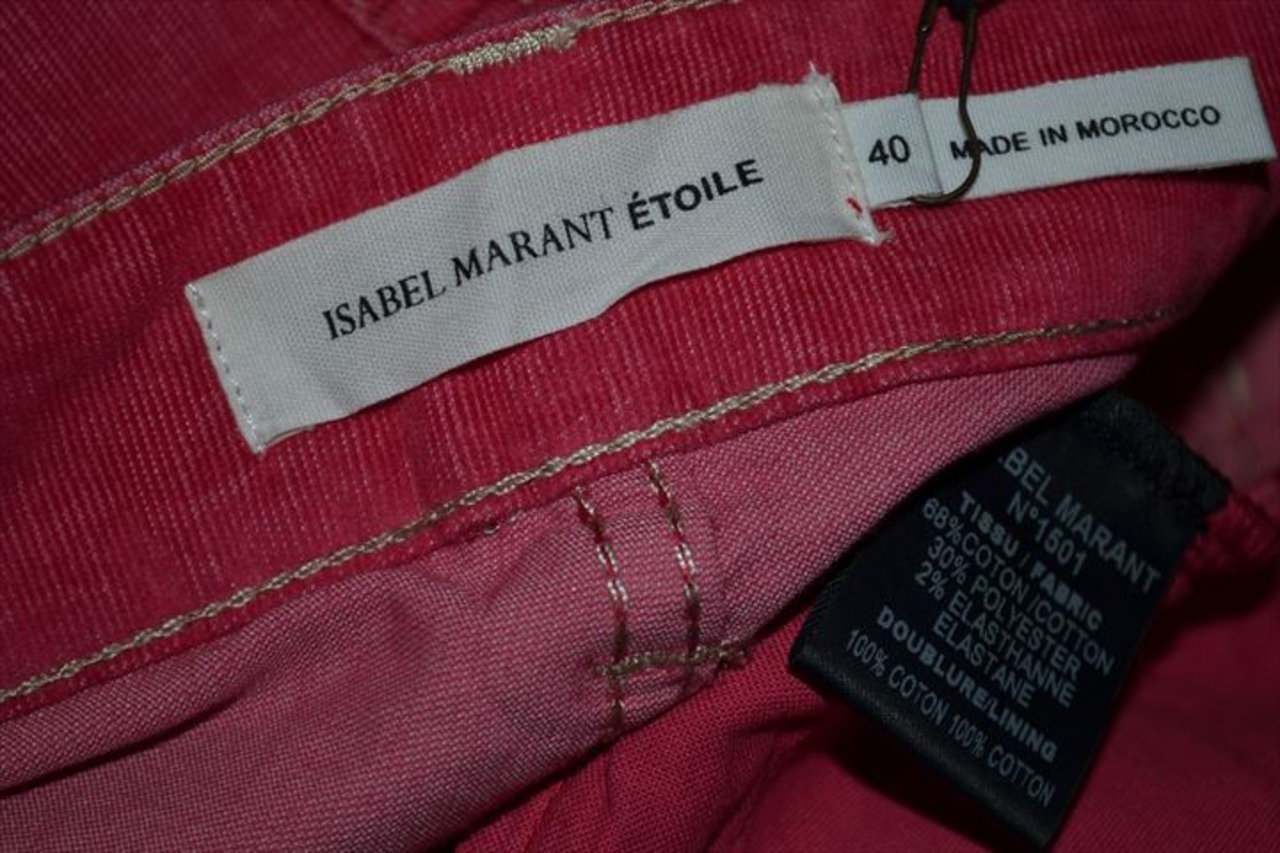 ISABEL MARANT ÉTOILE
40
MADE IN MOROCCO
BEL MARANT
N°1501
TISSU / FABRIC
68%COTON/COTTON
30% POLYESTER
2% ELASTHANNE
ELASTANE
DOUBLURE/LINING
100% COTON 100% COTTON